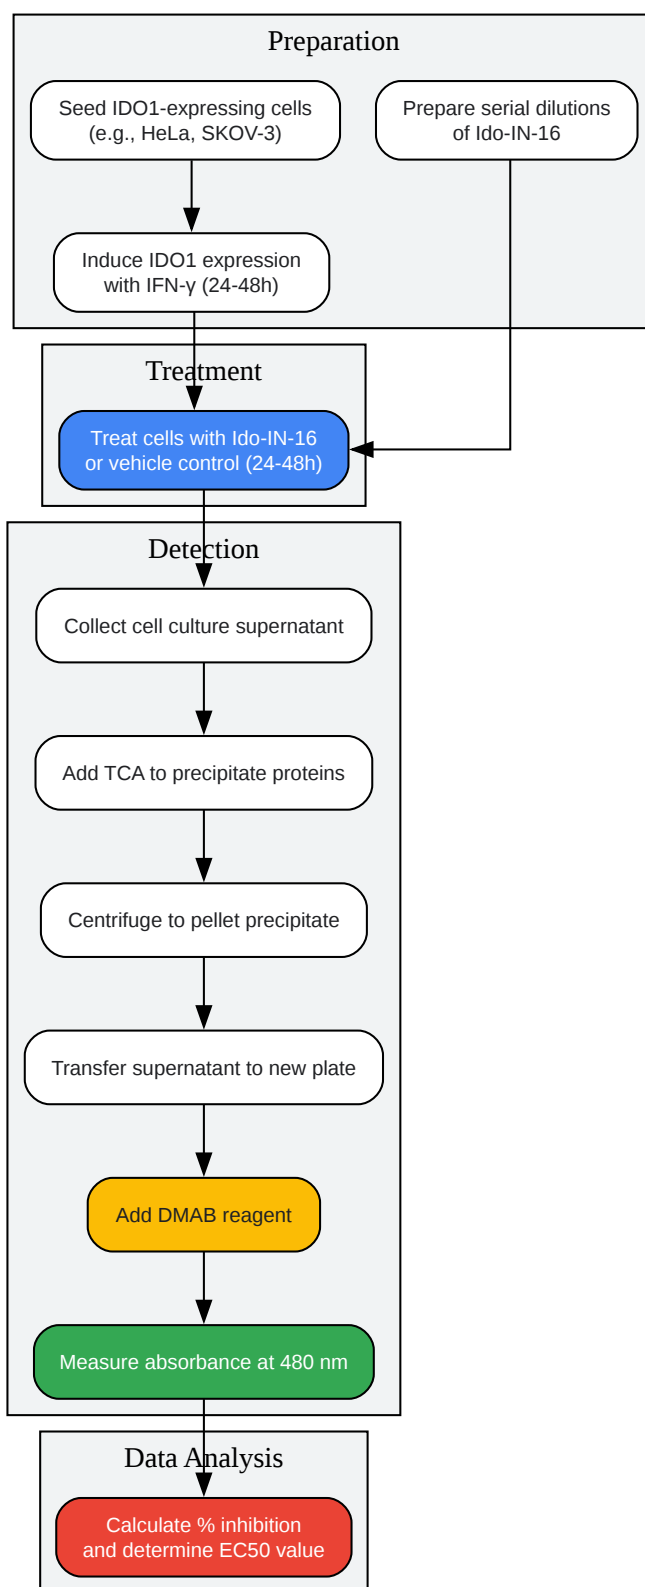 Preparation
Seed IDO1-expressing cells
(e.g., HeLa, SKOV-3)
Prepare serial dilutions
of Ido-IN-16
Induce IDO1 expression
with IFN-γ (24-48h)
Treatment
Treat cells with Ido-IN-16
or vehicle control (24-48h)
Detection
Collect cell culture supernatant
Add TCA to precipitate proteins
Centrifuge to pellet precipitate
Transfer supernatant to new plate
Add DMAB reagent
Measure absorbance at 480 nm
Data Analysis
Calculate % inhibition
and determine EC50 value